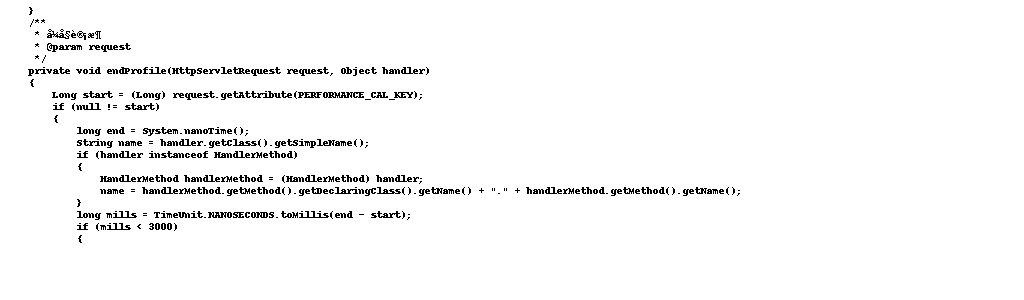 }
/**
 * å¼å§è®¡æ¶
 * @param request
 */
private void endProfile(HttpServletRequest request, Object handler)
{
    Long start = (Long) request.getAttribute(PERFORMANCE_CAL_KEY);
    if (null != start)
    {
        long end = System.nanoTime();
        String name = handler.getClass().getSimpleName();
        if (handler instanceof HandlerMethod)
        {
            HandlerMethod handlerMethod = (HandlerMethod) handler;
            name = handlerMethod.getMethod().getDeclaringClass().getName() + "." + handlerMethod.getMethod().getName();
        }
        long mills = TimeUnit.NANOSECONDS.toMillis(end - start);
        if (mills < 3000)
        {